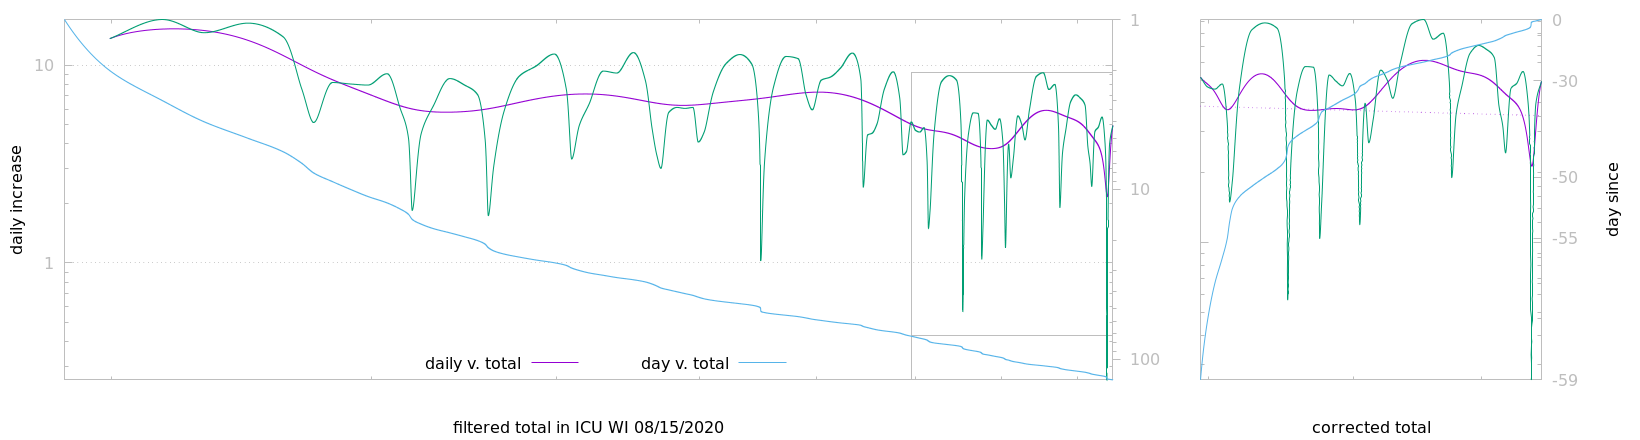 1
0
10
-30
daily increase
10
-50
day since
-55
1
daily v. total
day v. total
100
-59
filtered total in ICU WI 08/15/2020
corrected total